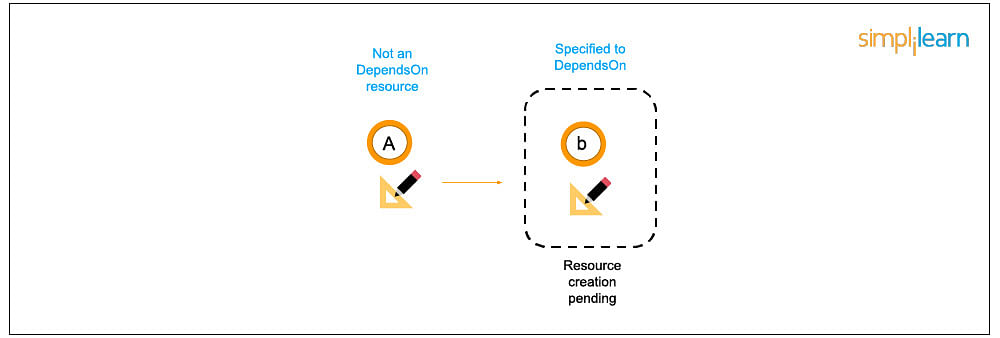 simplilearn
Not an
DependsOn
resource
Specified to
DependsOn
A
b
Resource
creation
pending